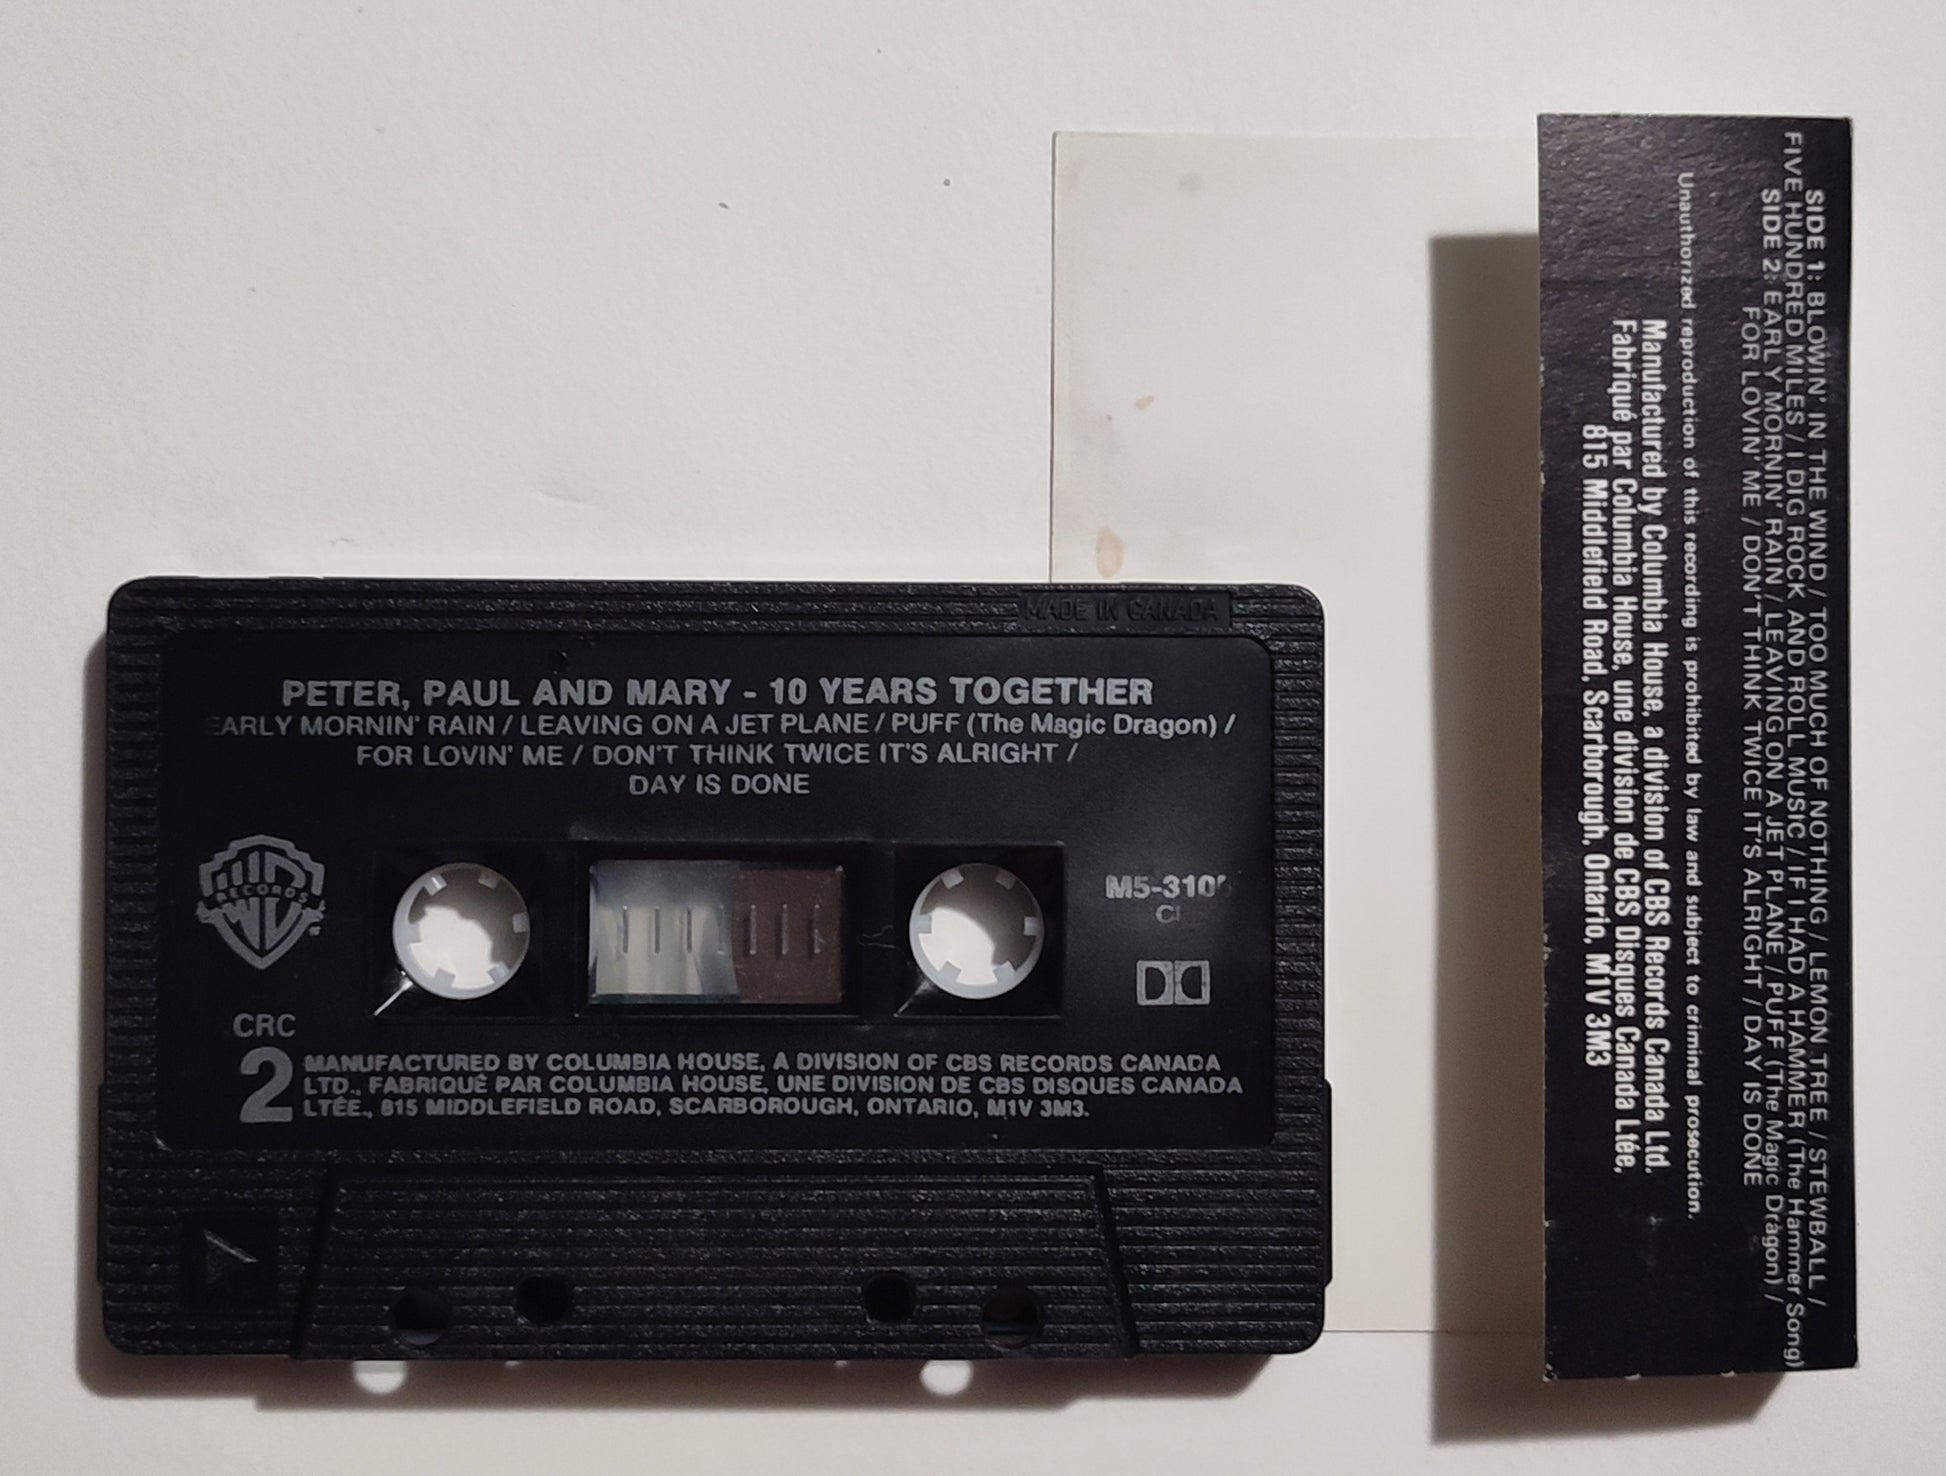 MADE IN CANADA
PETER, PAUL AND MARY - 10 YEARS TOGETHER
EARLY MORNIN' RAIN / LEAVING ON A JET PLANE / PUFF (The Magic Dragon) /
FOR LOVIN' ME / DON'T THINK TWICE IT'S ALRIGHT /
DAY IS DONE
RECORDS
M5-3105
CRC
2
MANUFACTURED BY COLUMBIA HOUSE, A DIVISION OF CBS RECORDS CANADA
LTD., FABRIQUÉ PAR COLUMBIA HOUSE, UNE DIVISION DE CBS DISQUES CANADA
LTÉE., 815 MIDDLEFIELD ROAD, SCARBOROUGH, ONTARIO, M1V 3M3.
SIDE 1: BLOWIN' IN THE WIND / TOO MUCH OF NOTHING / LEMON TREE / STEWBALL /
FIVE HUNDRED MILES / I DIG ROCK AND ROLL MUSIC / IF I HAD A HAMMER (The Hammer Song)
SIDE 2: EARLY MORNIN' RAIN / LEAVING ON A JET PLANE / PUFF (The Magic Dragon) /
FOR LOVIN' ME / DON'T THINK TWICE IT'S ALRIGHT / DAY IS DONE
Unauthorized reproduction of this recording is prohibited by law and subject to criminal prosecution.
Manufactured by Columbia House, a division of CBS Records Canada Ltd.
Fabriqué par Columbia House, une division de CBS Disques Canada Ltée,
815 Middlefield Road, Scarborough, Ontario, M1V 3M3